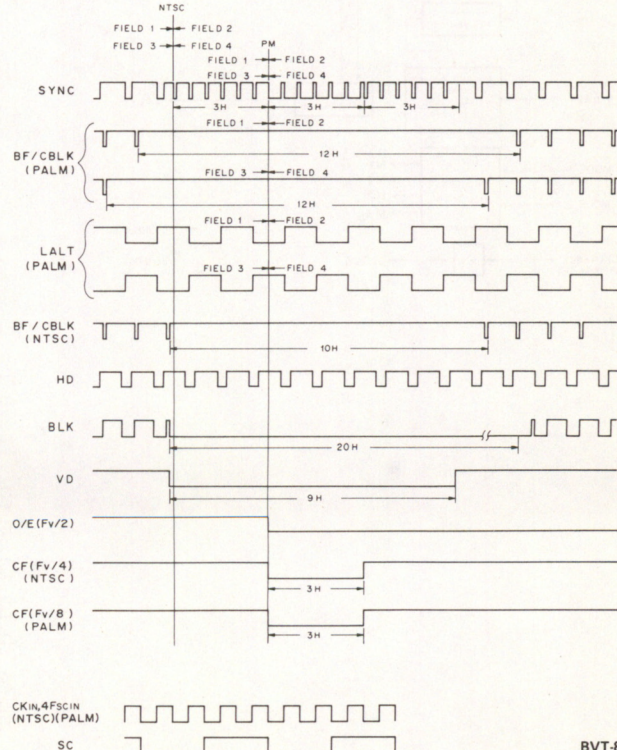 NTSC
FIELD 1 FIELD 2
FIELD 3 FIELD 4
PM
FIELD 1 FIELD 2
FIELD 3 FIELD 4
SYNC
3H 3H 3H
FIELD 1 FIELD 2
BF/CBLK
(PALM)
12H
FIELD 3 FIELD 4
12H
FIELD 1 FIELD 2
LALT
(PALM)
FIELD 3 FIELD 4
BF/CBLK
(NTSC)
10H
HD
BLK
20H
VD
9H
O/E(Fv/2)
CF(Fv/4)
(NTSC)
3H
CF(Fv/8)
(PALM)
3H
CKIN,4FSCIN
(NTSC)(PALM)
SC